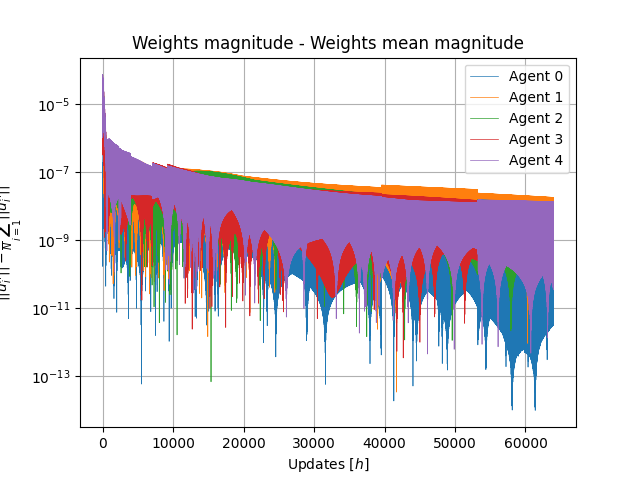 Weights magnitude - Weights mean magnitude
Agent 0
Agent 1
Agent 2
Agent 3
Agent 4
10⁻⁵
10⁻⁷
10⁻⁹
10⁻¹¹
10⁻¹³
0 10000 20000 30000 40000 50000 60000
Updates [h]